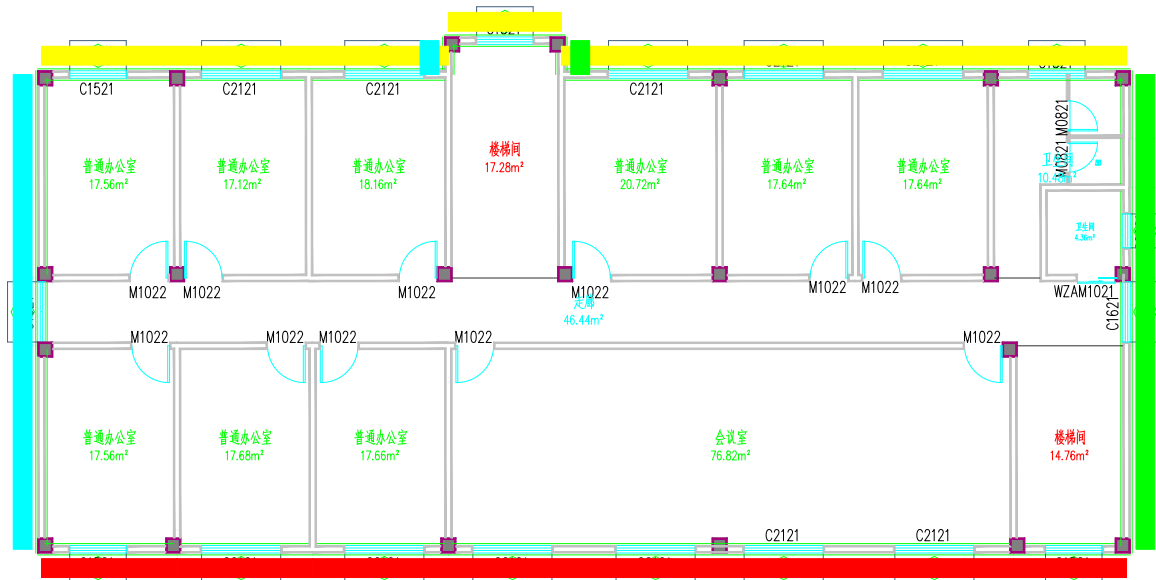 C1521
C2121
C2121
C2121
M0821
M0821
普通办公室
17.56m²
普通办公室
17.12m²
普通办公室
18.16m²
楼梯间
17.28m²
普通办公室
20.72m²
普通办公室
17.64m²
普通办公室
17.64m²
卫生间
4.36m²
M1022
M1022
M1022
M1022
M1022
M1022
WZAM1021
C1621
走廊
46.44m²
M1022
M1022
M1022
M1022
M1022
普通办公室
17.56m²
普通办公室
17.68m²
普通办公室
17.66m²
会议室
76.82m²
楼梯间
14.76m²
C2121
C2121